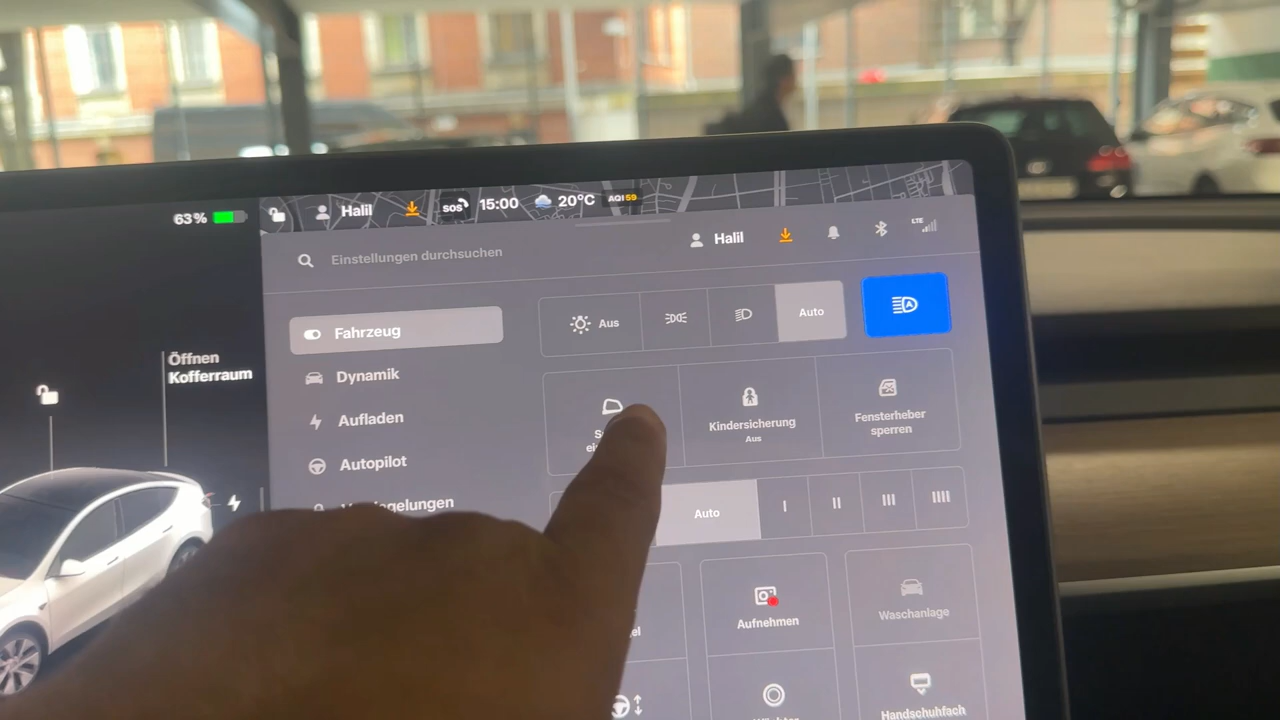 63%
Halil
SOS
15:00
20°C
AQI 59
Einstellungen durchsuchen
Halil
LTE
Öffnen
Kofferraum
Fahrzeug
Dynamik
Aufladen
Autopilot
Aus
A
Auto
Kindersicherung
Aus
Fensterheber
sperren
Auto
I
II
III
IIII
Aufnehmen
Waschanlage
Handschuhfach